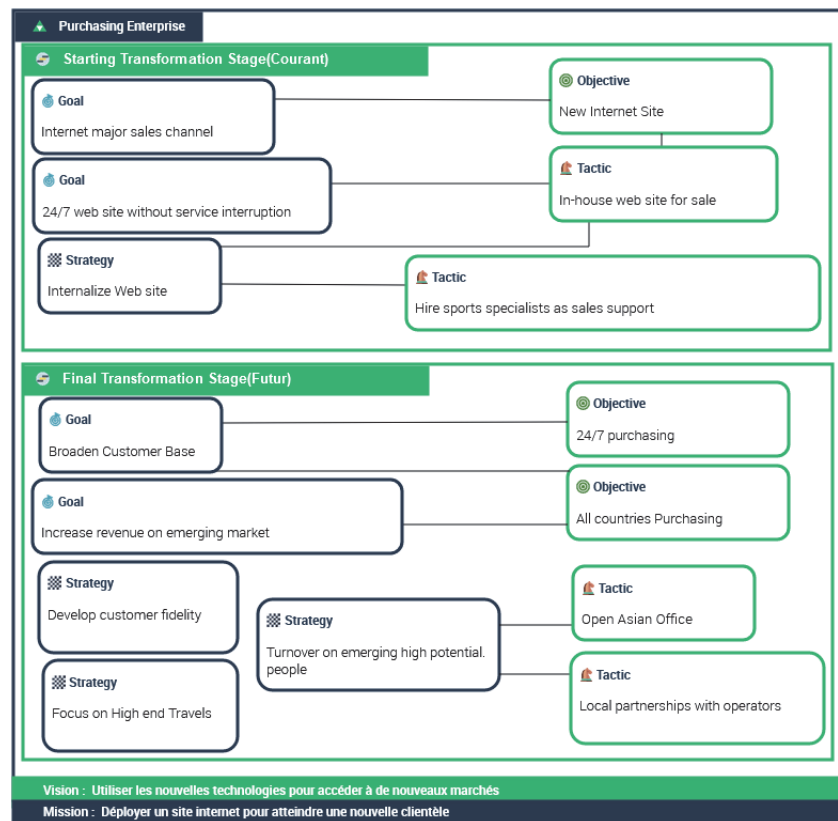 Purchasing Enterprise
Starting Transformation Stage(Courant)
Goal
Internet major sales channel
Objective
New Internet Site
Goal
24/7 web site without service interruption
Tactic
In-house web site for sale
Strategy
Internalize Web site
Tactic
Hire sports specialists as sales support
Final Transformation Stage(Futur)
Goal
Broaden Customer Base
Objective
24/7 purchasing
Goal
Increase revenue on emerging market
Objective
All countries Purchasing
Strategy
Develop customer fidelity
Strategy
Turnover on emerging high potential.
people
Tactic
Open Asian Office
Strategy
Focus on High end Travels
Tactic
Local partnerships with operators
Vision : Utiliser les nouvelles technologies pour accéder à de nouveaux marchés
Mission : Déployer un site internet pour atteindre une nouvelle clientèle